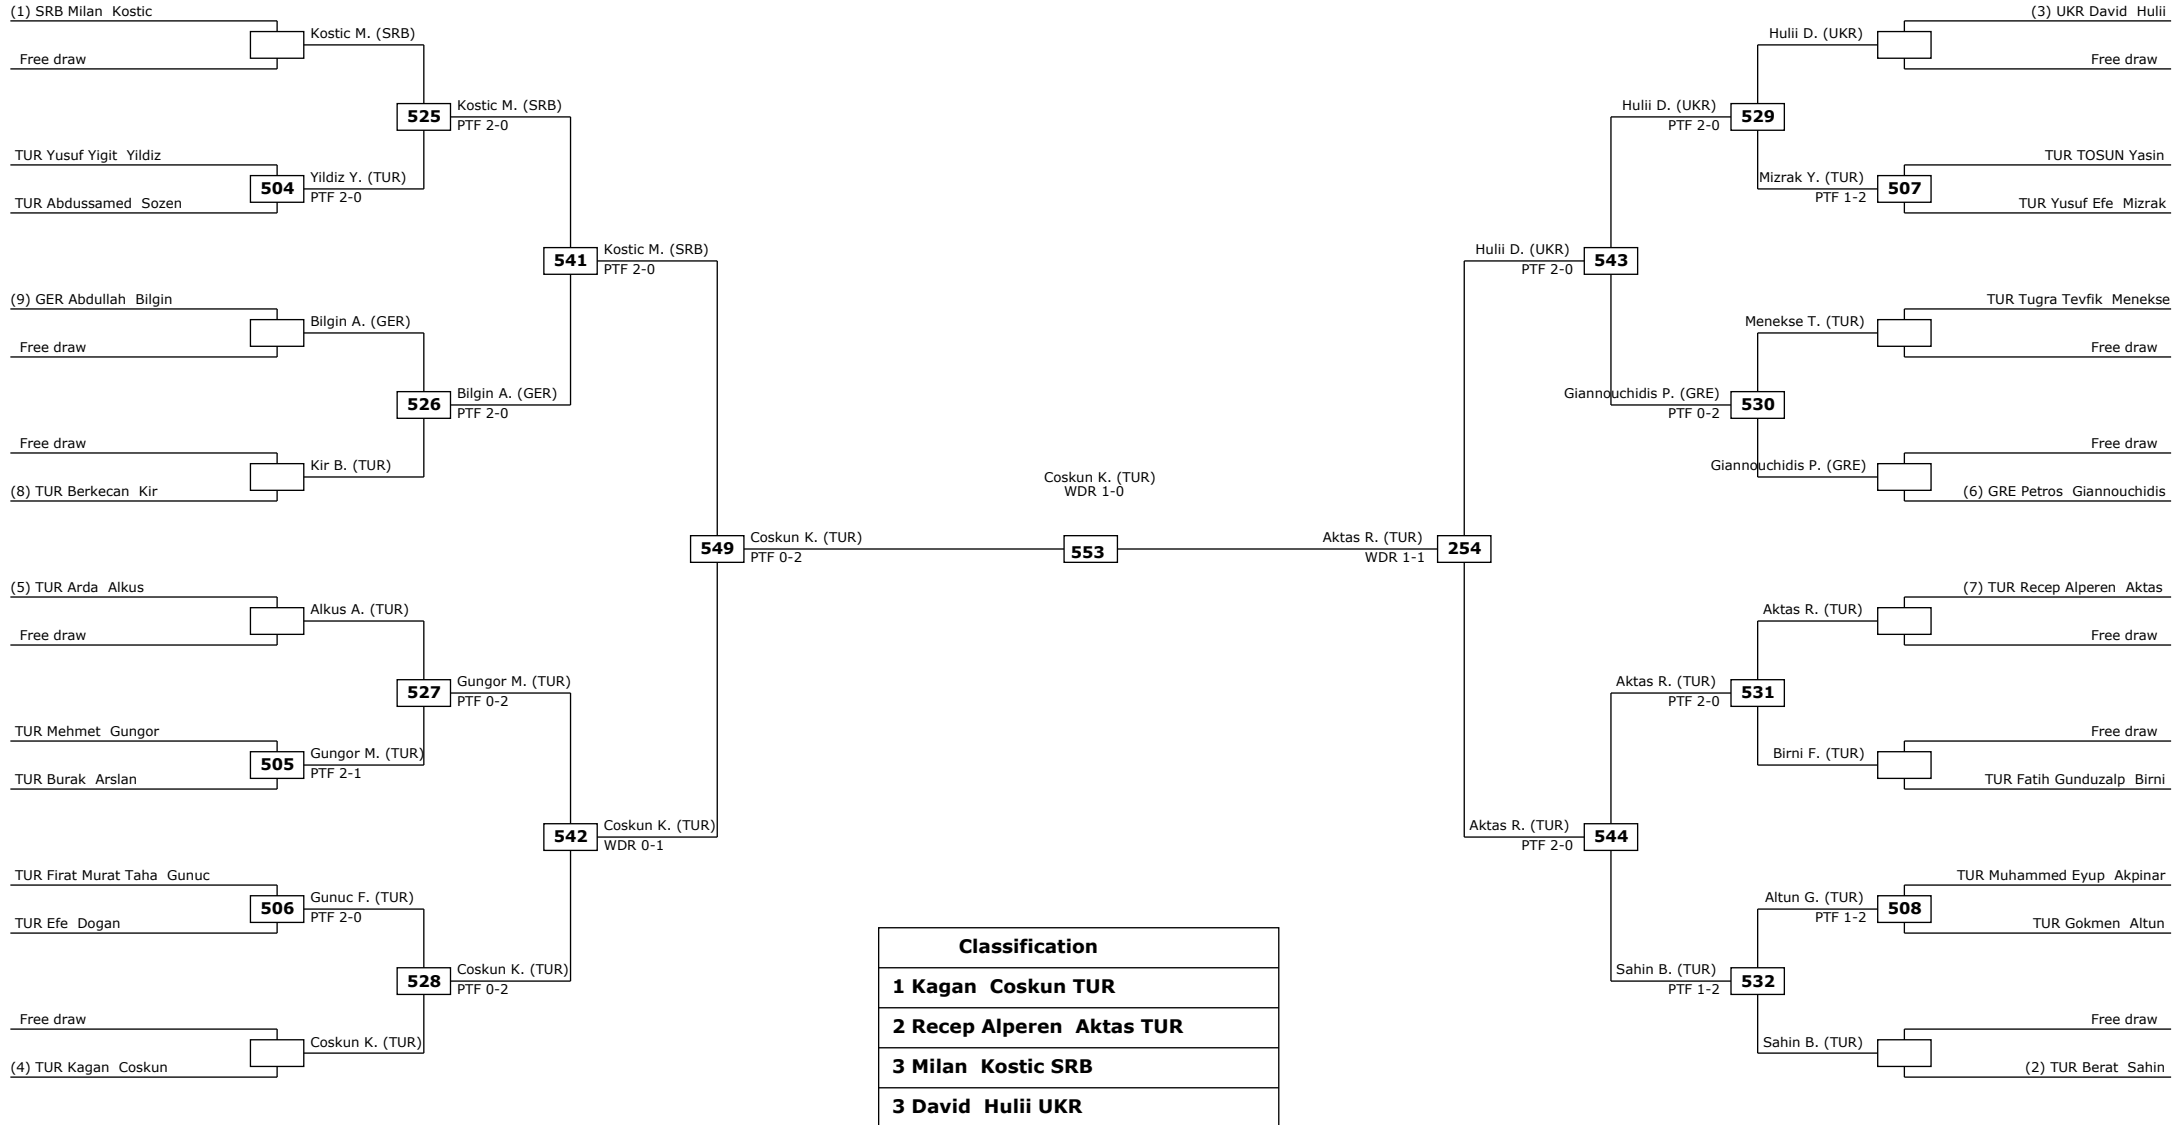 (1) SRB Milan Kostic
Free draw
Kostic M. (SRB)
525
Kostic M. (SRB)
PTF 2-0
TUR Yusuf Yigit Yildiz
504
Yildiz Y. (TUR)
PTF 2-0
TUR Abdussamed Sozen
541
Kostic M. (SRB)
PTF 2-0
(9) GER Abdullah Bilgin
Free draw
Bilgin A. (GER)
526
Bilgin A. (GER)
PTF 2-0
Free draw
Kir B. (TUR)
(8) TUR Berkecan Kir
549
Coskun K. (TUR)
PTF 0-2
(5) TUR Arda Alkus
Free draw
Alkus A. (TUR)
527
Gungor M. (TUR)
PTF 0-2
TUR Mehmet Gungor
505
Gungor M. (TUR)
PTF 2-1
TUR Burak Arslan
542
Coskun K. (TUR)
WDR 0-1
TUR Firat Murat Taha Gunuc
506
Gunuc F. (TUR)
PTF 2-0
TUR Efe Dogan
528
Coskun K. (TUR)
PTF 0-2
Free draw
Coskun K. (TUR)
(4) TUR Kagan Coskun
Coskun K. (TUR)
WDR 1-0
553
(3) UKR David Hulii
Hulii D. (UKR)
Free draw
Hulii D. (UKR)
PTF 2-0
529
TUR TOSUN Yasin
Mizrak Y. (TUR)
PTF 1-2
507
TUR Yusuf Efe Mizrak
Hulii D. (UKR)
PTF 2-0
543
TUR Tugra Tevfik Menekse
Menekse T. (TUR)
Free draw
Giannouchidis P. (GRE)
PTF 0-2
530
Free draw
Giannouchidis P. (GRE)
(6) GRE Petros Giannouchidis
Aktas R. (TUR)
WDR 1-1
254
(7) TUR Recep Alperen Aktas
Aktas R. (TUR)
Free draw
Aktas R. (TUR)
PTF 2-0
531
Free draw
Birni F. (TUR)
TUR Fatih Gunduzalp Birni
Aktas R. (TUR)
PTF 2-0
544
TUR Muhammed Eyup Akpinar
Altun G. (TUR)
PTF 1-2
508
TUR Gokmen Altun
Sahin B. (TUR)
PTF 1-2
532
Free draw
Sahin B. (TUR)
(2) TUR Berat Sahin
Classification
1 Kagan Coskun TUR
2 Recep Alperen Aktas TUR
3 Milan Kostic SRB
3 David Hulii UKR